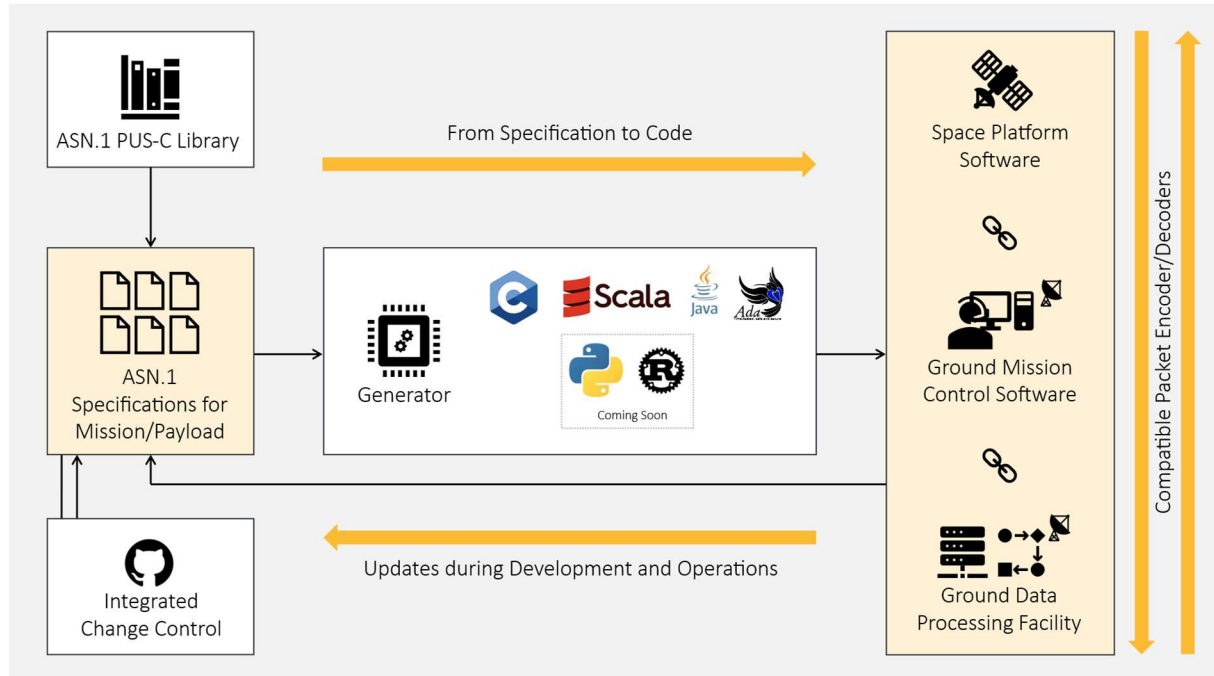 ASN.1 PUS-C Library
From Specification to Code
Space Platform
Software
ASN.1
Specifications for
Mission/Payload
Generator
C
Scala
Java
Ada
Coming Soon
R
Ground Mission
Control Software
Compatible Packet Encoder/Decoders
Updates during Development and Operations
Integrated
Change Control
Ground Data
Processing Facility